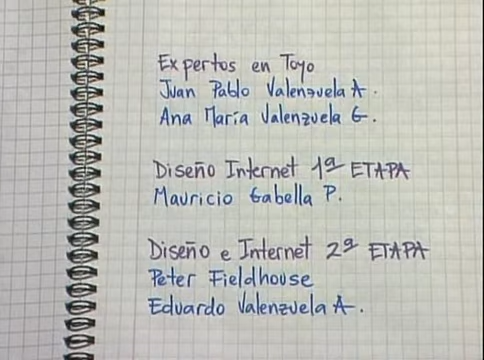 Expertos en Toyo
Juan Pablo Valenzuela A.
Ana María Valenzuela G.
Diseño Internet 1ª ETAPA
Mauricio Gabella P.
Diseño e Internet 2ª ETAPA
Peter Fieldhouse
Eduardo Valenzuela A.